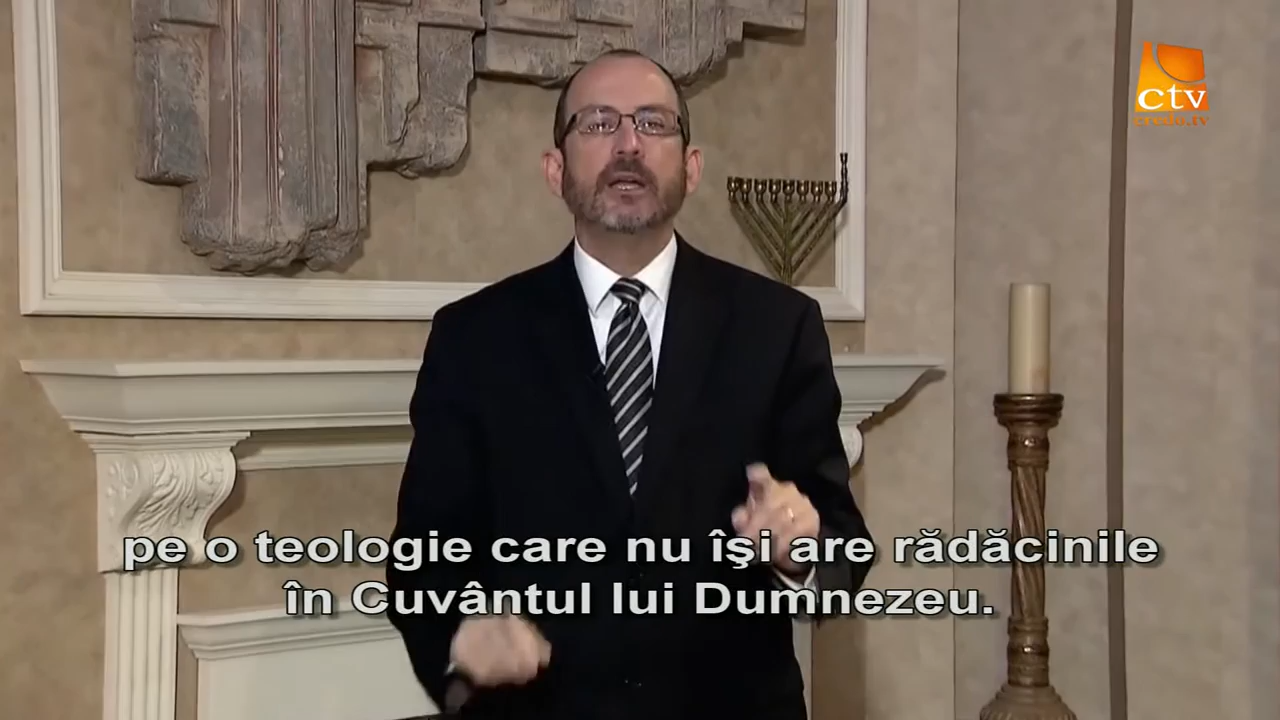 ctv
credo.tv
pe o teologie care nu îşi are rădăcinile
în Cuvântul lui Dumnezeu.